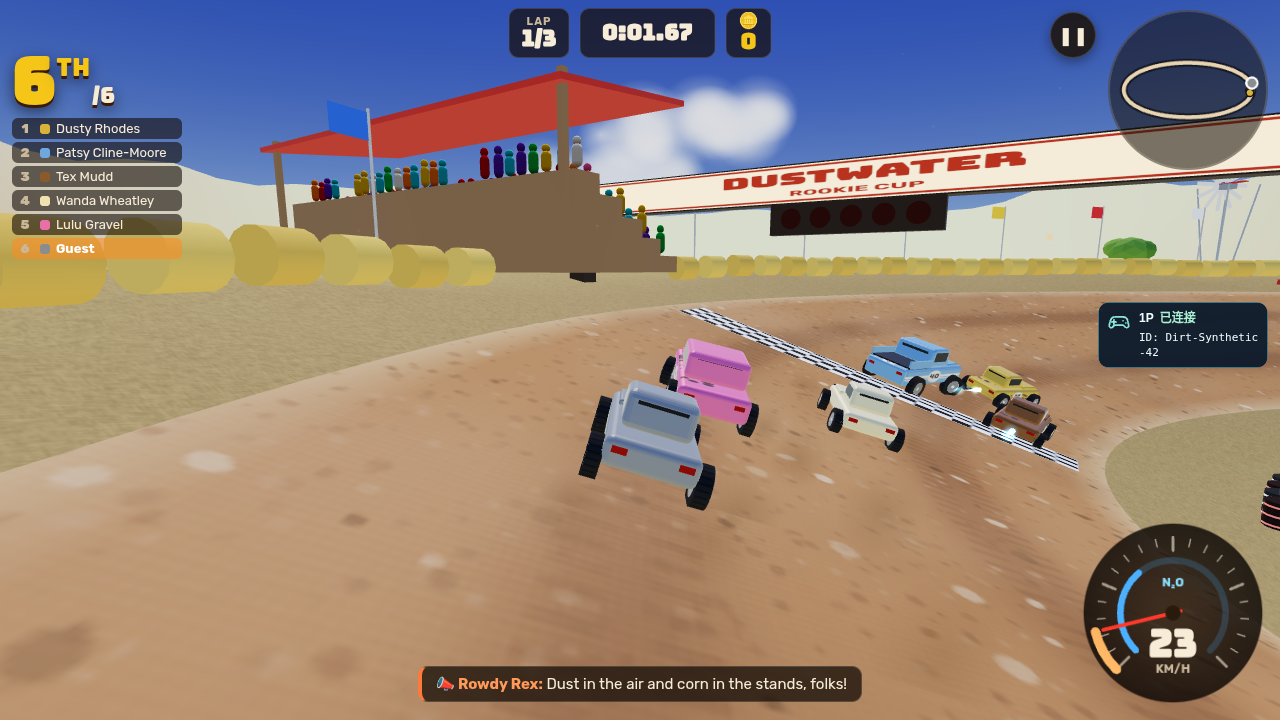 LAP
1/3
0:01.67
0
6TH/6
1 Dusty Rhodes
2 Patsy Cline-Moore
3 Tex Mudd
4 Wanda Wheatley
5 Lulu Gravel
6 Guest
DUSTWATER
ROOKIE CUP
1P 已连接
ID: Dirt-Synthetic
-42
40
N₂O
23
KM/H
📣 Rowdy Rex: Dust in the air and corn in the stands, folks!